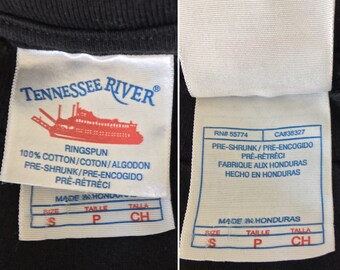 TENNESSEE RIVER®
RINGSPUN
100% COTTON/COTON/ALGODON
PRE-SHRUNK/PRE-ENCOGIDO
PRÉ-RÉTRÉCI
MADE IN HONDURAS
SIZE TAILLE TALLA
S P CH
RN# 55774 CA#36327
PRE-SHRUNK/PRE-ENCOGIDO
PRÉ-RÉTRÉCI
FABRIQUE AUX HONDURAS
HECHO EN HONDURAS
MADE IN HONDURAS
SIZE TAILLE TALLA
S P CH